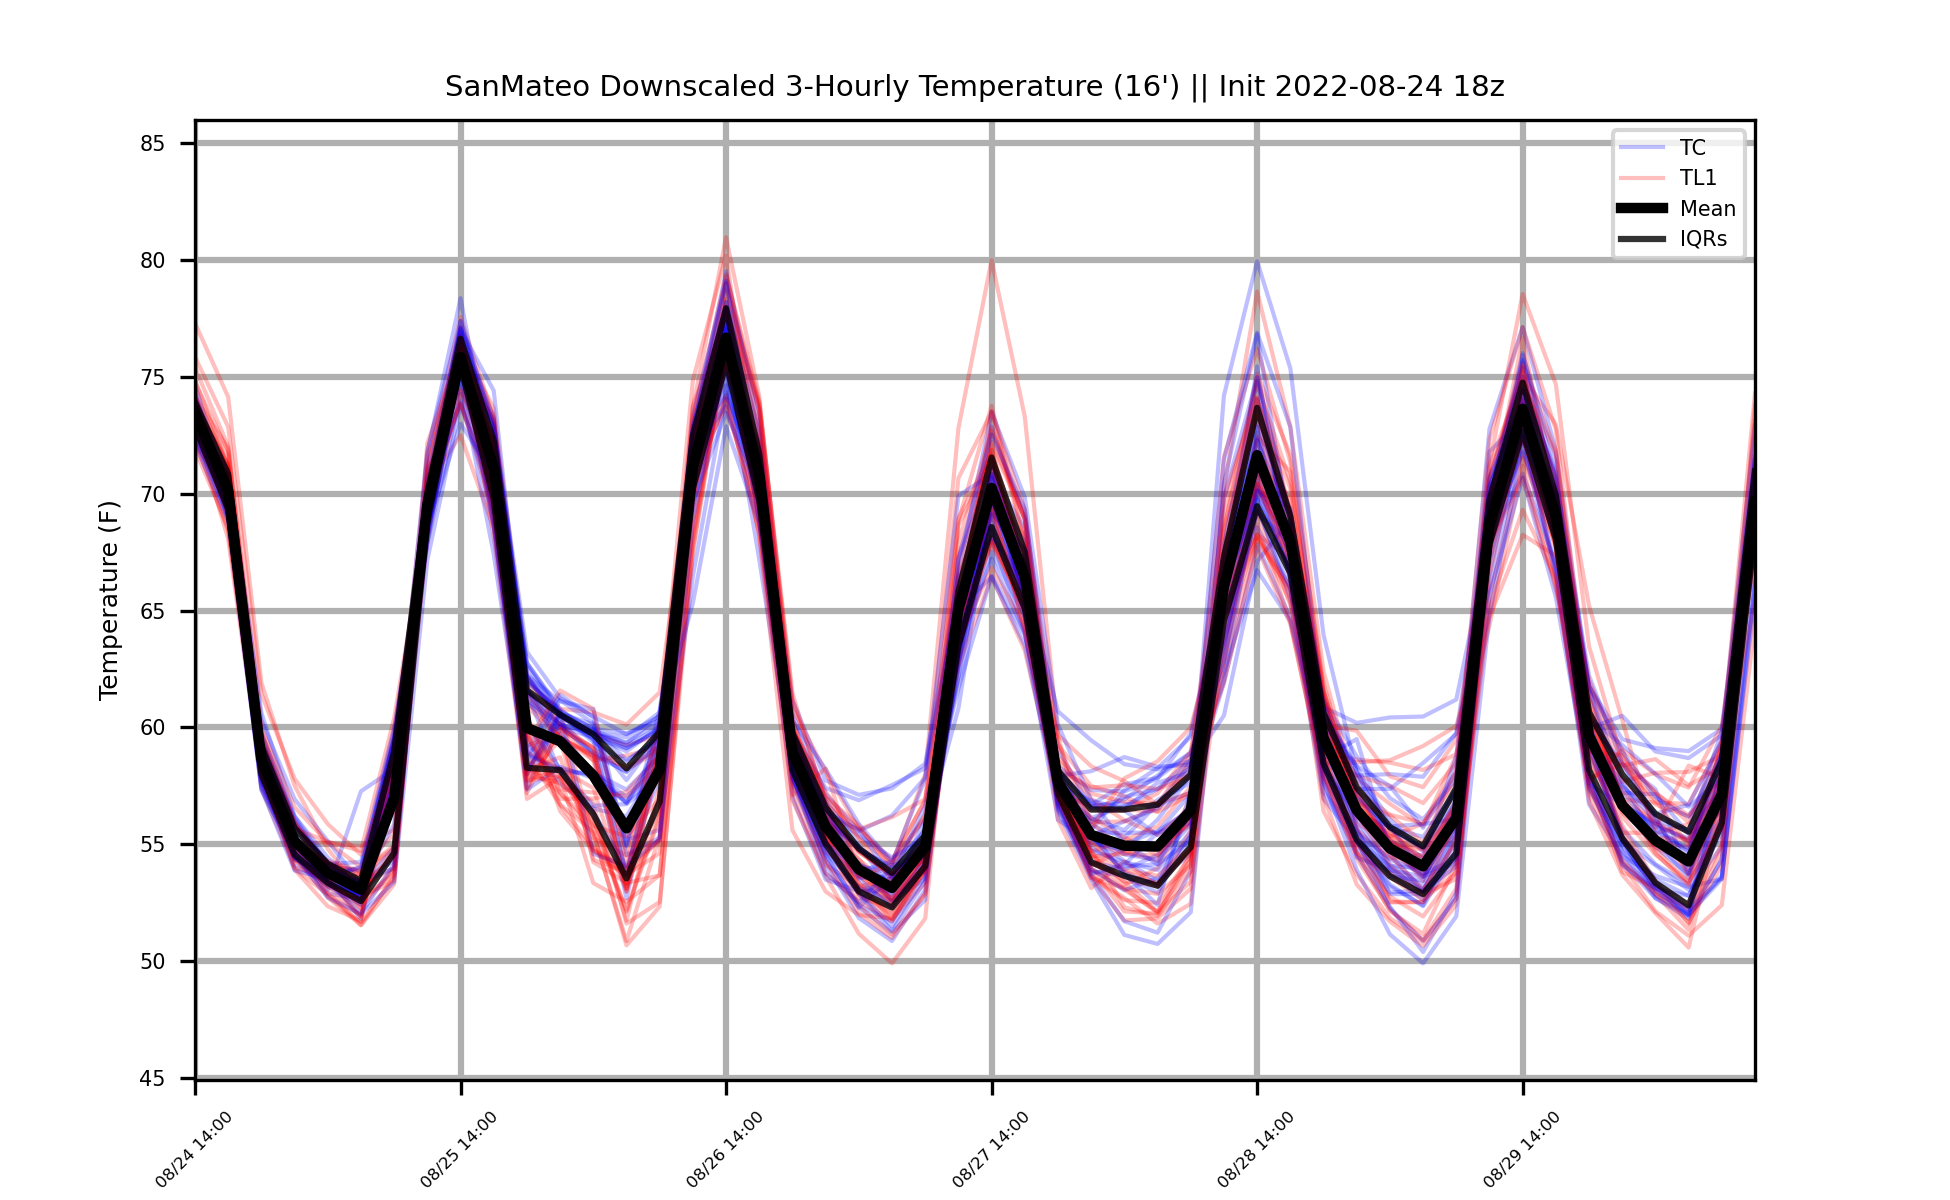 SanMateo Downscaled 3-Hourly Temperature (16') || Init 2022-08-24 18z
85
80
75
70
65
60
55
50
45
Temperature (F)
TC
TL1
Mean
IQRs
08/24 14:00
08/25 14:00
08/26 14:00
08/27 14:00
08/28 14:00
08/29 14:00